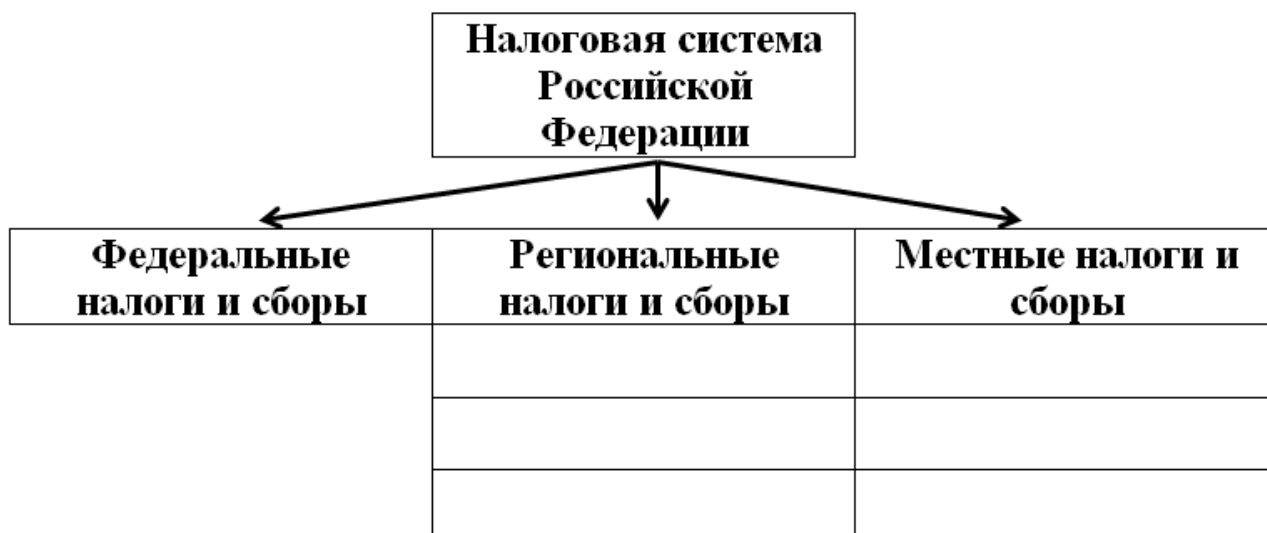 Налоговая система
Российской
Федерации
Федеральные
налоги и сборы
Региональные
налоги и сборы
Местные налоги и
сборы